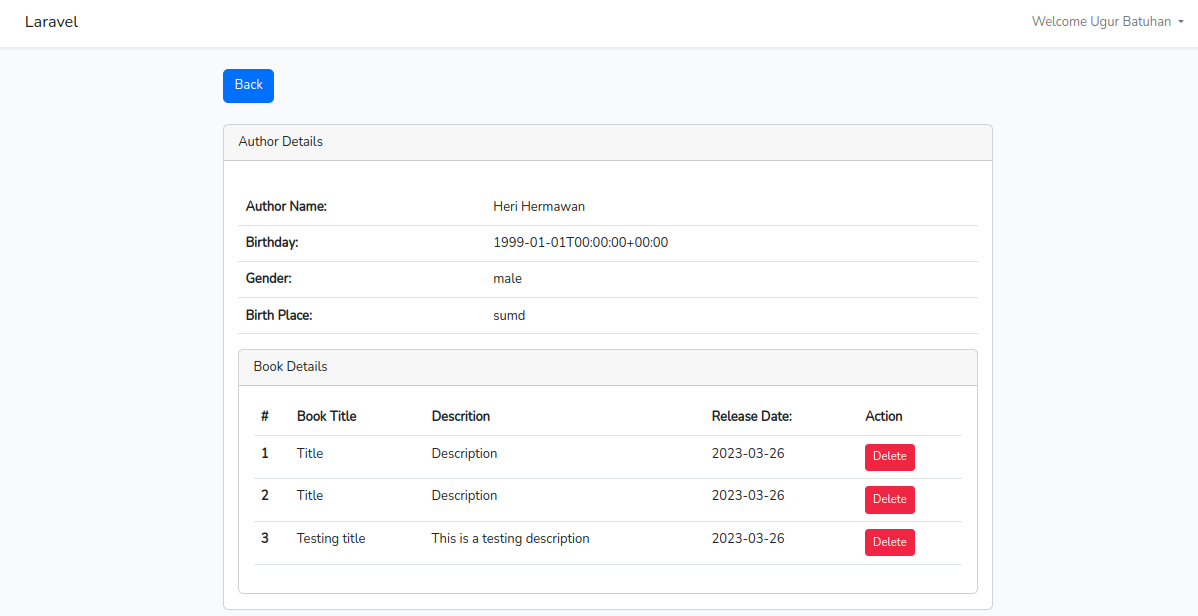 Laravel Welcome Ugur Batuhan
Back
Author Details
Author Name: Heri Hermawan
Birthday: 1999-01-01T00:00:00+00:00
Gender: male
Birth Place: sumd
Book Details
# Book Title Descrition Release Date: Action
1 Title Description 2023-03-26 Delete
2 Title Description 2023-03-26 Delete
3 Testing title This is a testing description 2023-03-26 Delete